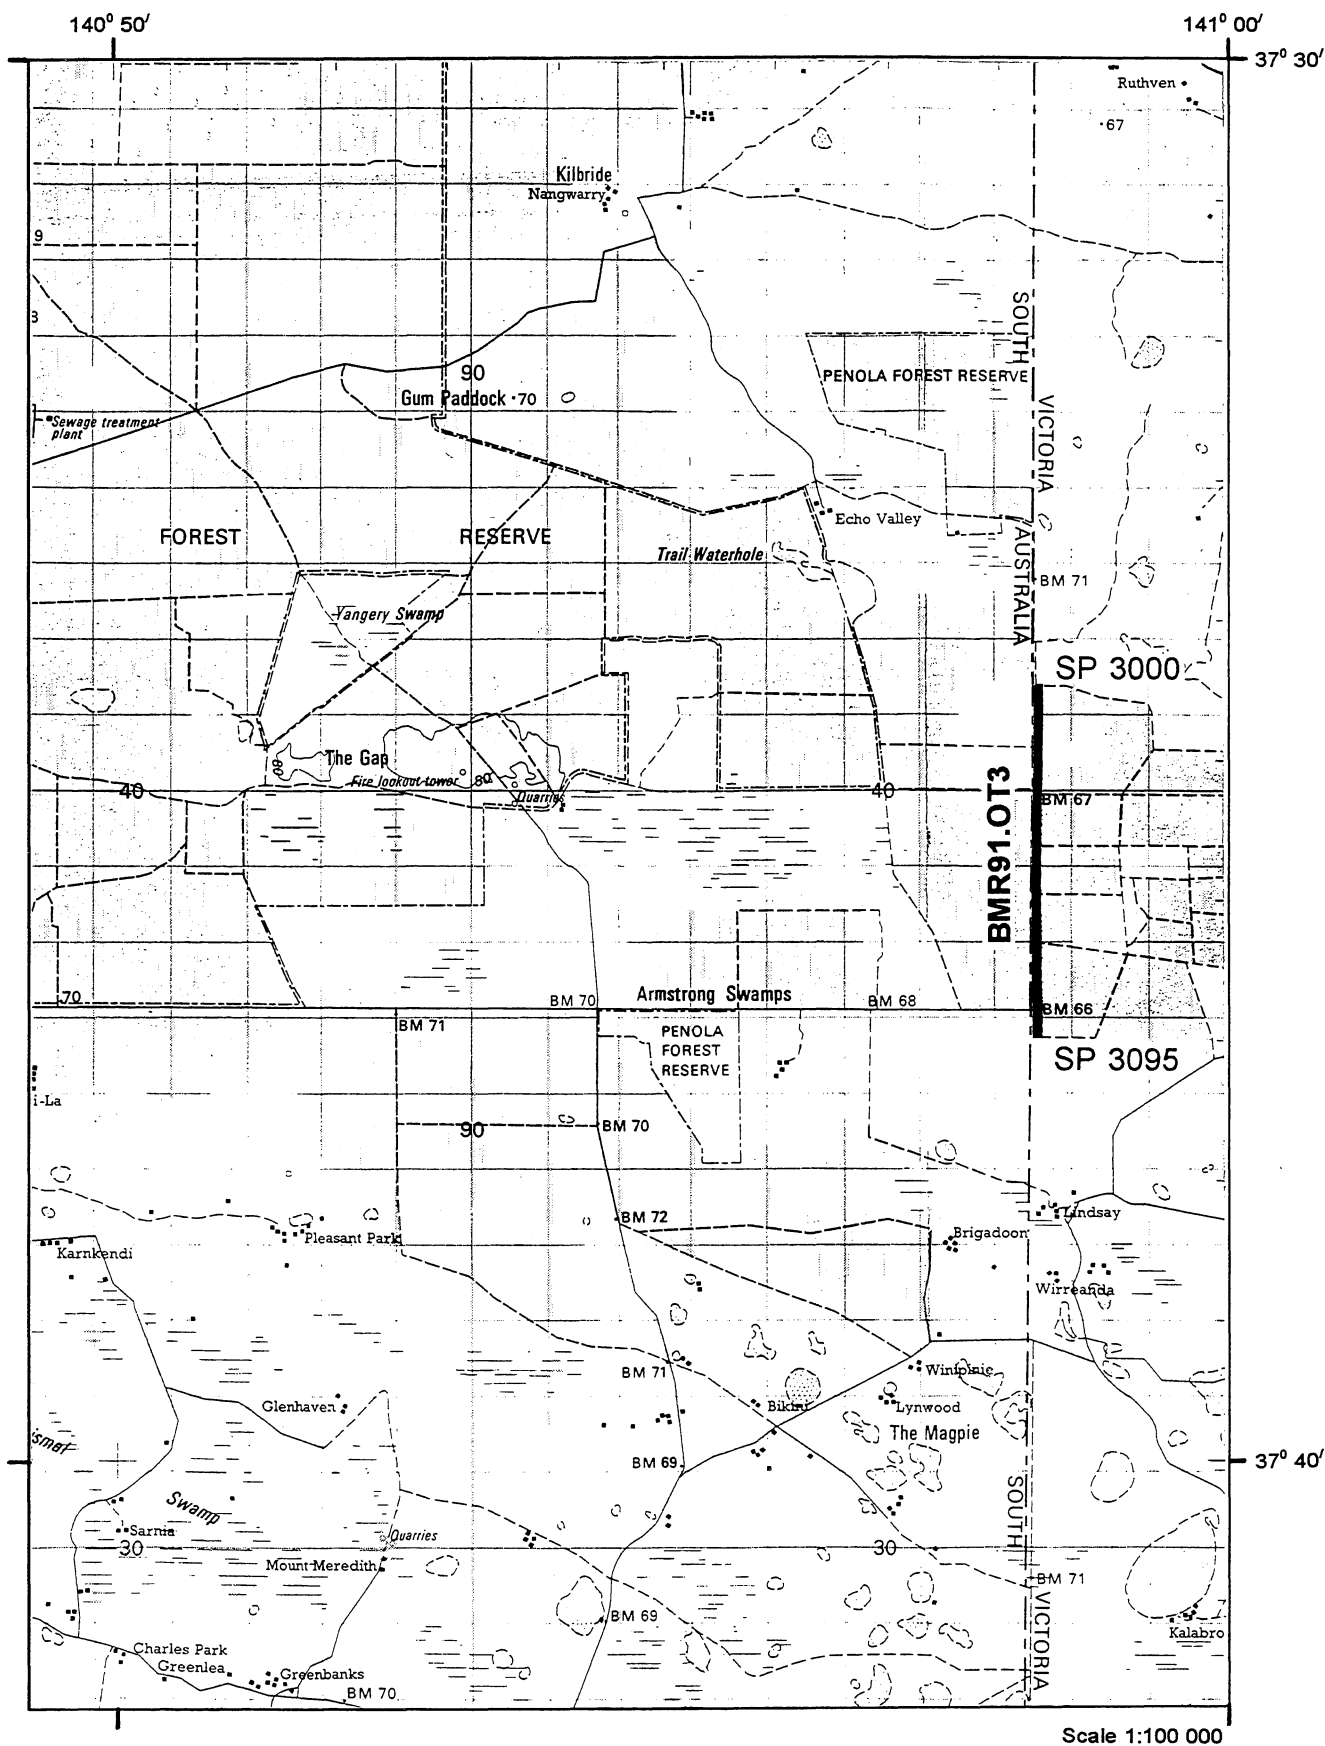 140° 50′
141° 00′
37° 30′
Ruthven
·67
Kilbride
Nangwarry
9
3
SOUTH
90
PENOLA FOREST RESERVE
Gum Paddock ·70
VICTORIA
Sewage treatment
plant
Echo Valley
FOREST
RESERVE
Trail Waterhole
AUSTRALIA
BM 71
Yangery Swamp
SP 3000
The Gap
80
Fire lookout tower
80
Quarries
40
40
BM 67
BMR91.OT3
70
BM 70
Armstrong Swamps
BM 68
BM 66
BM 71
PENOLA
FOREST
RESERVE
SP 3095
i-La
90
BM 70
BM 72
Lindsay
Pleasant Park
Brigadoon
Karnkendi
Wirreanda
BM 71
Winipinic
Glenhaven
Bikini
Lynwood
The Magpie
ismal
BM 69
37° 40′
SOUTH
Swamp
Sarnia
Quarries
30
30
Mount Meredith
BM 71
VICTORIA
BM 69
Kalabro
Charles Park
Greenlea
Greenbanks
BM 70
Scale 1:100 000